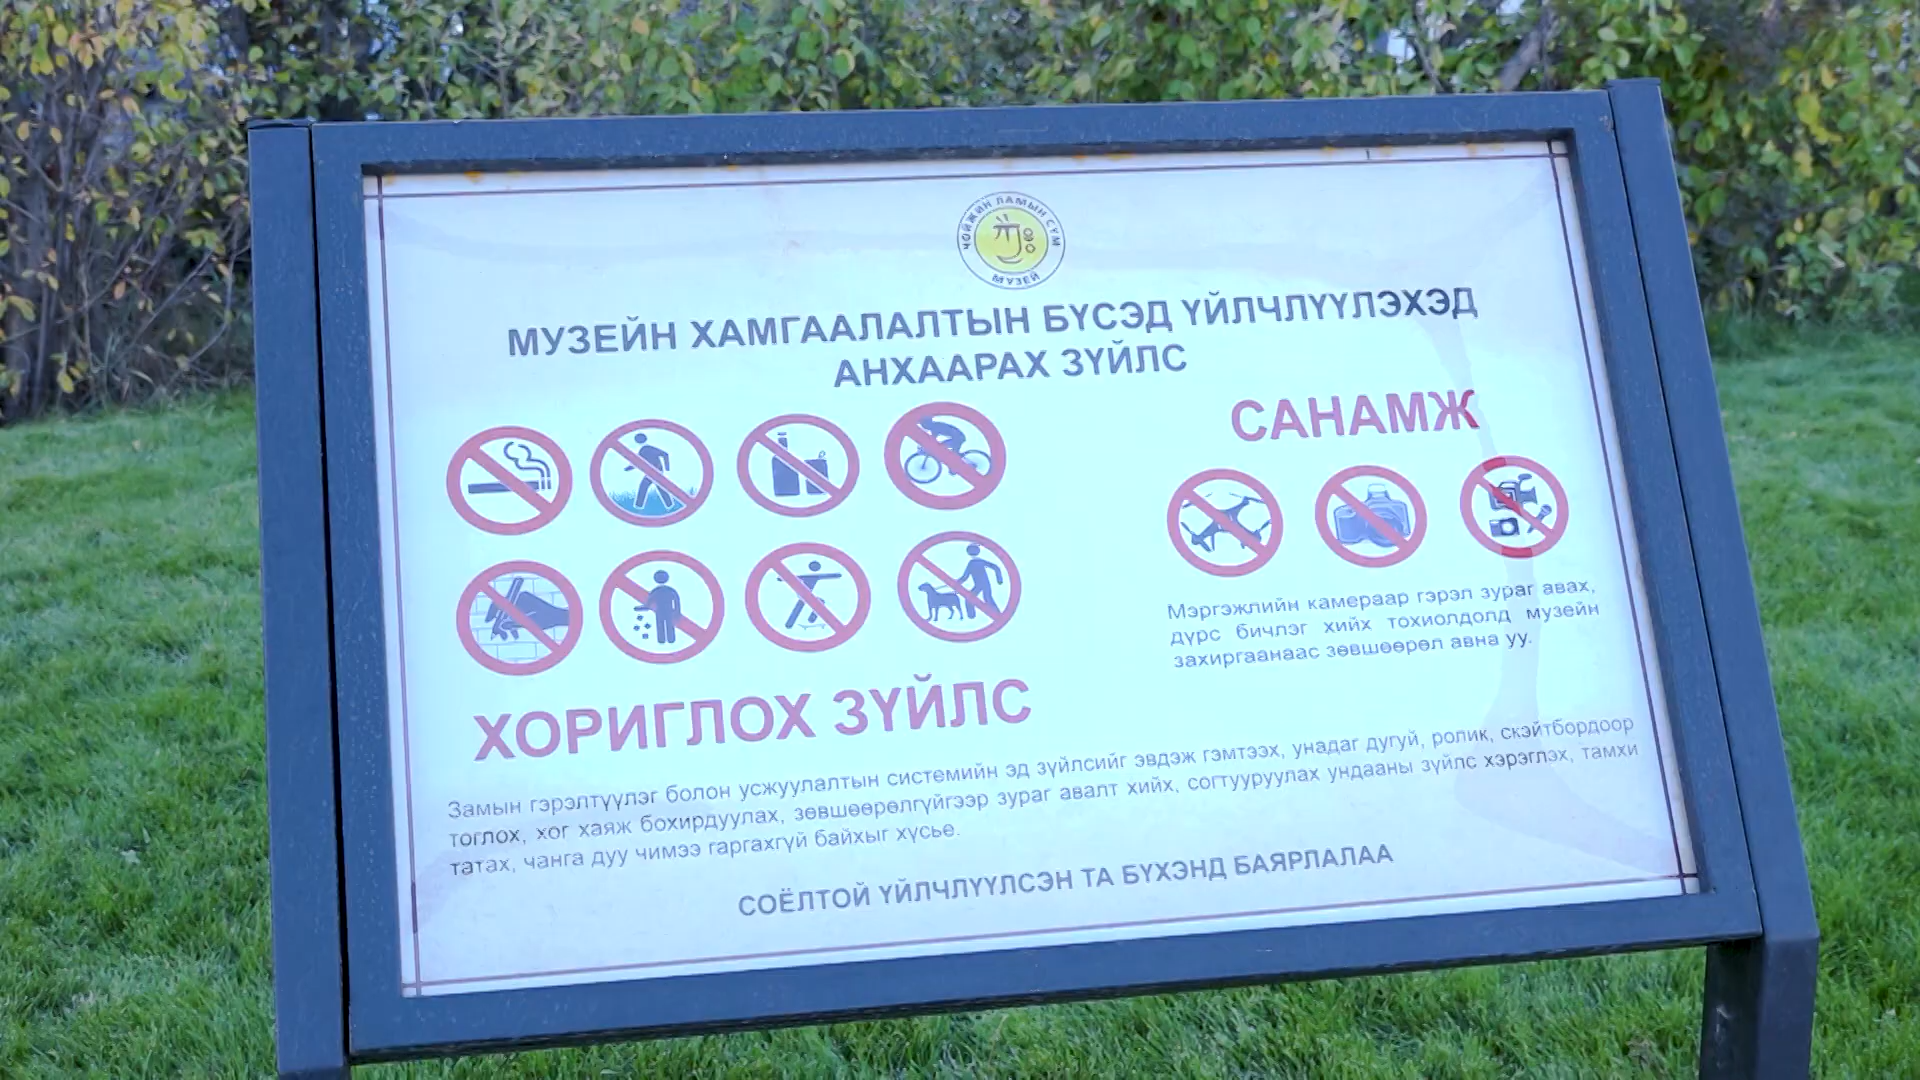 ЧОЙЖИН ЛАМЫН СҮМ
МУЗЕЙ
МУЗЕЙН ХАМГААЛАЛТЫН БҮСЭД ҮЙЛЧЛҮҮЛЭХЭД
АНХААРАХ ЗҮЙЛС
САНАМЖ
Мэргэжлийн камераар гэрэл зураг авах,
дүрс бичлэг хийх тохиолдолд музейн
захиргаанаас зөвшөөрөл авна уу.
ХОРИГЛОХ ЗҮЙЛС
Замын гэрэлтүүлэг болон усжуулалтын системийн эд зүйлсийг эвдэж гэмтээх, унадаг дугуй, ролик, скэйтбордоор
тоглох, хог хаяж бохирдуулах, зөвшөөрөлгүйгээр зураг авалт хийх, согтууруулах ундааны зүйлс хэрэглэх, тамхи
татах, чанга дуу чимээ гаргахгүй байхыг хүсье.
СОЁЛТОЙ ҮЙЛЧЛҮҮЛСЭН ТА БҮХЭНД БАЯРЛАЛАА